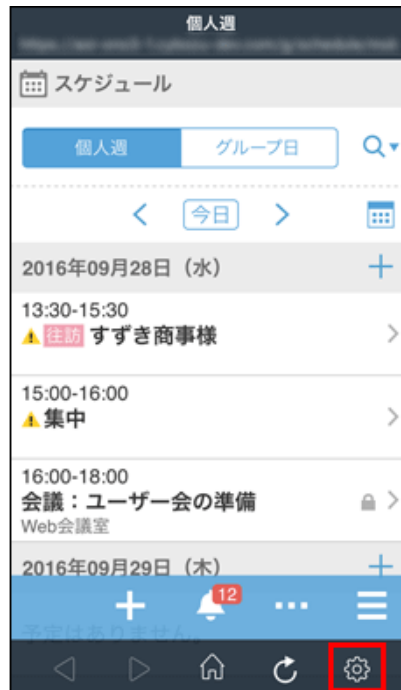 個人週
スケジュール
個人週 グループ日
今日
2016年09月28日（水）
13:30-15:30
往訪 すずき商事様
15:00-16:00
集中
16:00-18:00
会議：ユーザー会の準備
Web会議室
2016年09月29日（木）
12
予定はありません。